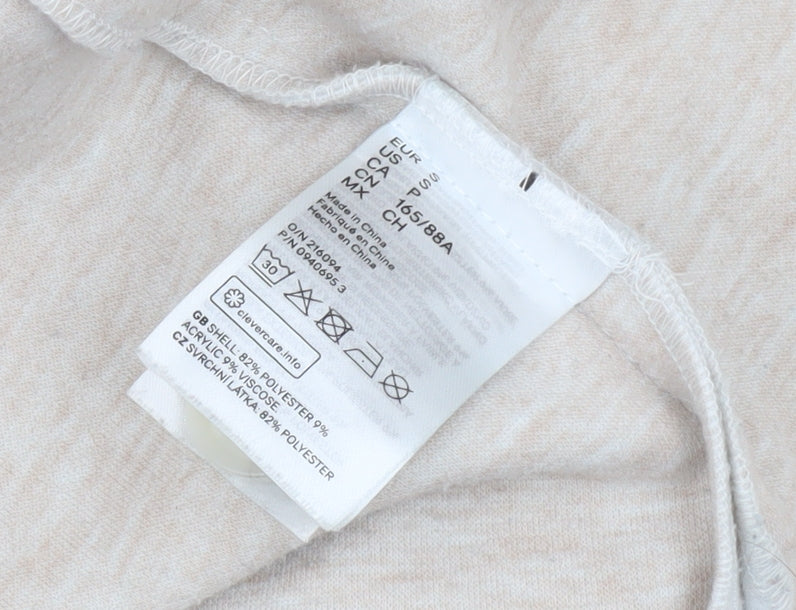 EUR S
US S
CA P
CN 165/88A
MX CH
Made in China
Fabriqué en Chine
Hecho en China
O/N 216094
P/N 0940695 3
30
clevercare.info
GB SHELL: 82% POLYESTER 9%
ACRYLIC 9% VISCOSE.
CZ SVRCHNÍ LÁTKA: 82% POLYESTER